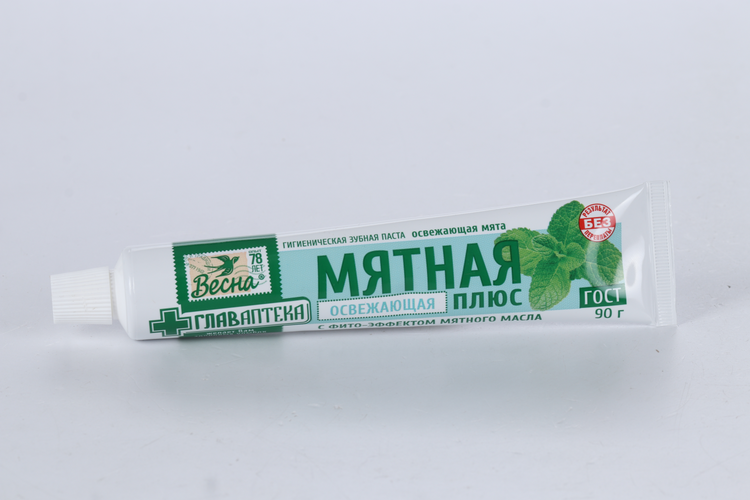 ГИГИЕНИЧЕСКАЯ ЗУБНАЯ ПАСТА освежающая мята
МЯТНАЯ
ОСВЕЖАЮЩАЯ ПЛЮС
С ФИТО-ЭФФЕКТОМ МЯТНОГО МАСЛА
78
ЛЕТ
Весна®
ГЛАВАПТЕКА
РЕЗУЛЬТАТ
БЕЗ
ГОСТ
90 г